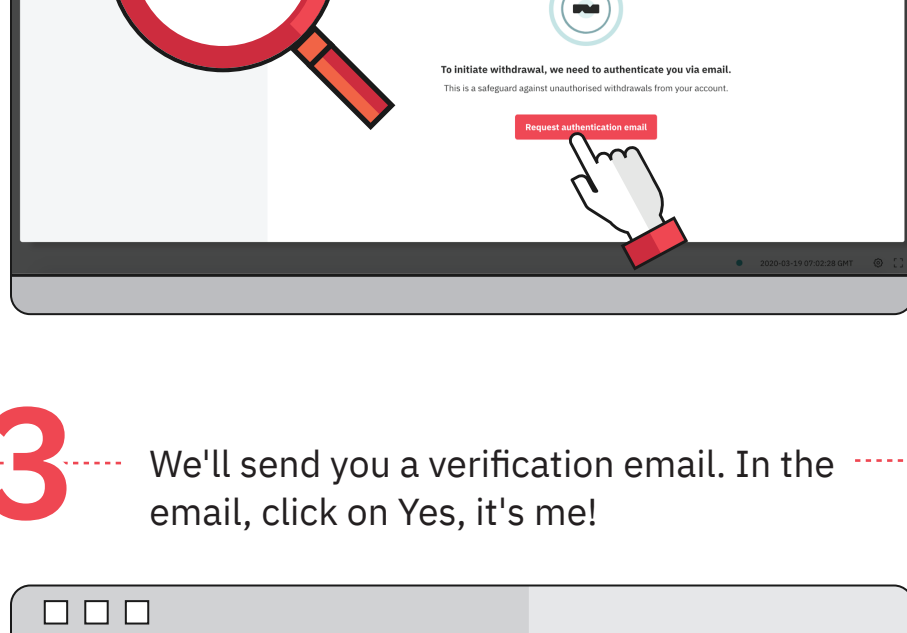 To initiate withdrawal, we need to authenticate you via email.
This is a safeguard against unauthorised withdrawals from your account.
Request authentication email
2020-03-19 07:02:28 GMT
3
We'll send you a verification email. In the
email, click on Yes, it's me!